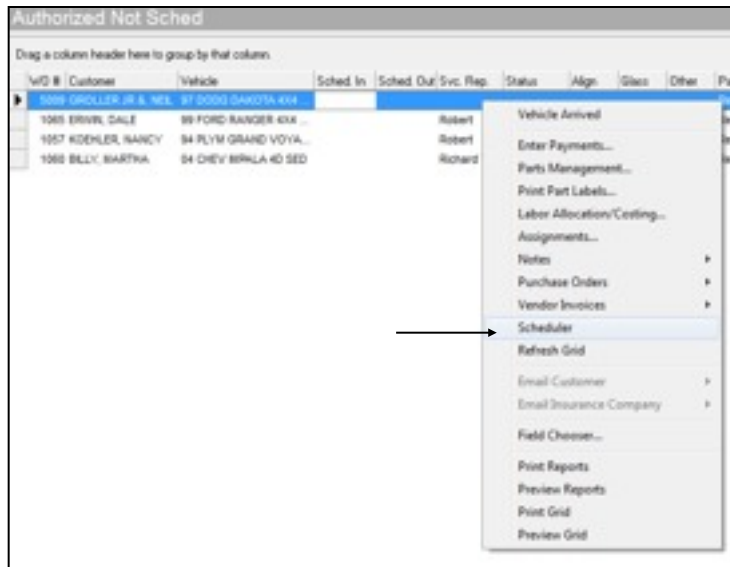 Authorized Not Sched
Drag a column header here to group by that column.
W/O # Customer Vehicle Sched. In Sched. Out Svc. Rep. Status Align Glass Other
GROLLER JR & NEIL 97 DODG DAKOTA 4X4 ...
1065 ERWIN, DALE 99 FORD RANGER 4X4 ... Robert
1057 KOEHLER, NANCY 94 PLYM GRAND VOYA... Robert
1060 BILLY, MARTHA 04 CHEV IMPALA 4D SED Richard
Vehicle Arrived
Enter Payments...
Parts Management...
Print Part Labels...
Labor Allocation/Costing...
Assignments...
Notes
Purchase Orders
Vendor Invoices
Scheduler
Refresh Grid
Email Customer
Email Insurance Company
Field Chooser...
Print Reports
Preview Reports
Print Grid
Preview Grid